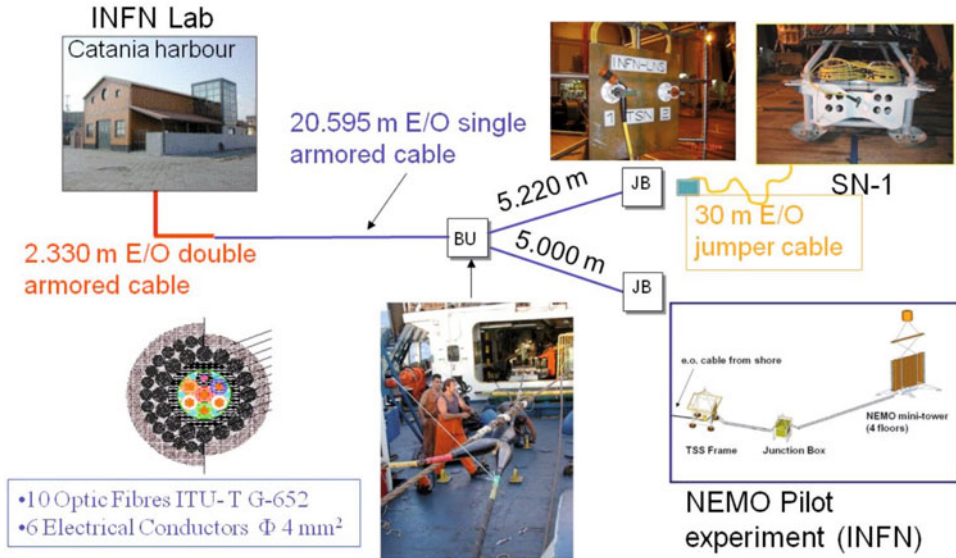 INFN Lab
Catania harbour
20.595 m E/O single
armored cable
2.330 m E/O double
armored cable
BU
5.220 m
5.000 m
JB
JB
INFN-LNS
1 TSN 2
SN-1
30 m E/O
jumper cable
•10 Optic Fibres ITU- T G-652
•6 Electrical Conductors Φ 4 mm²
e.o. cable from shore
TSS Frame
Junction Box
NEMO mini-tower
(4 floors)
NEMO Pilot
experiment (INFN)